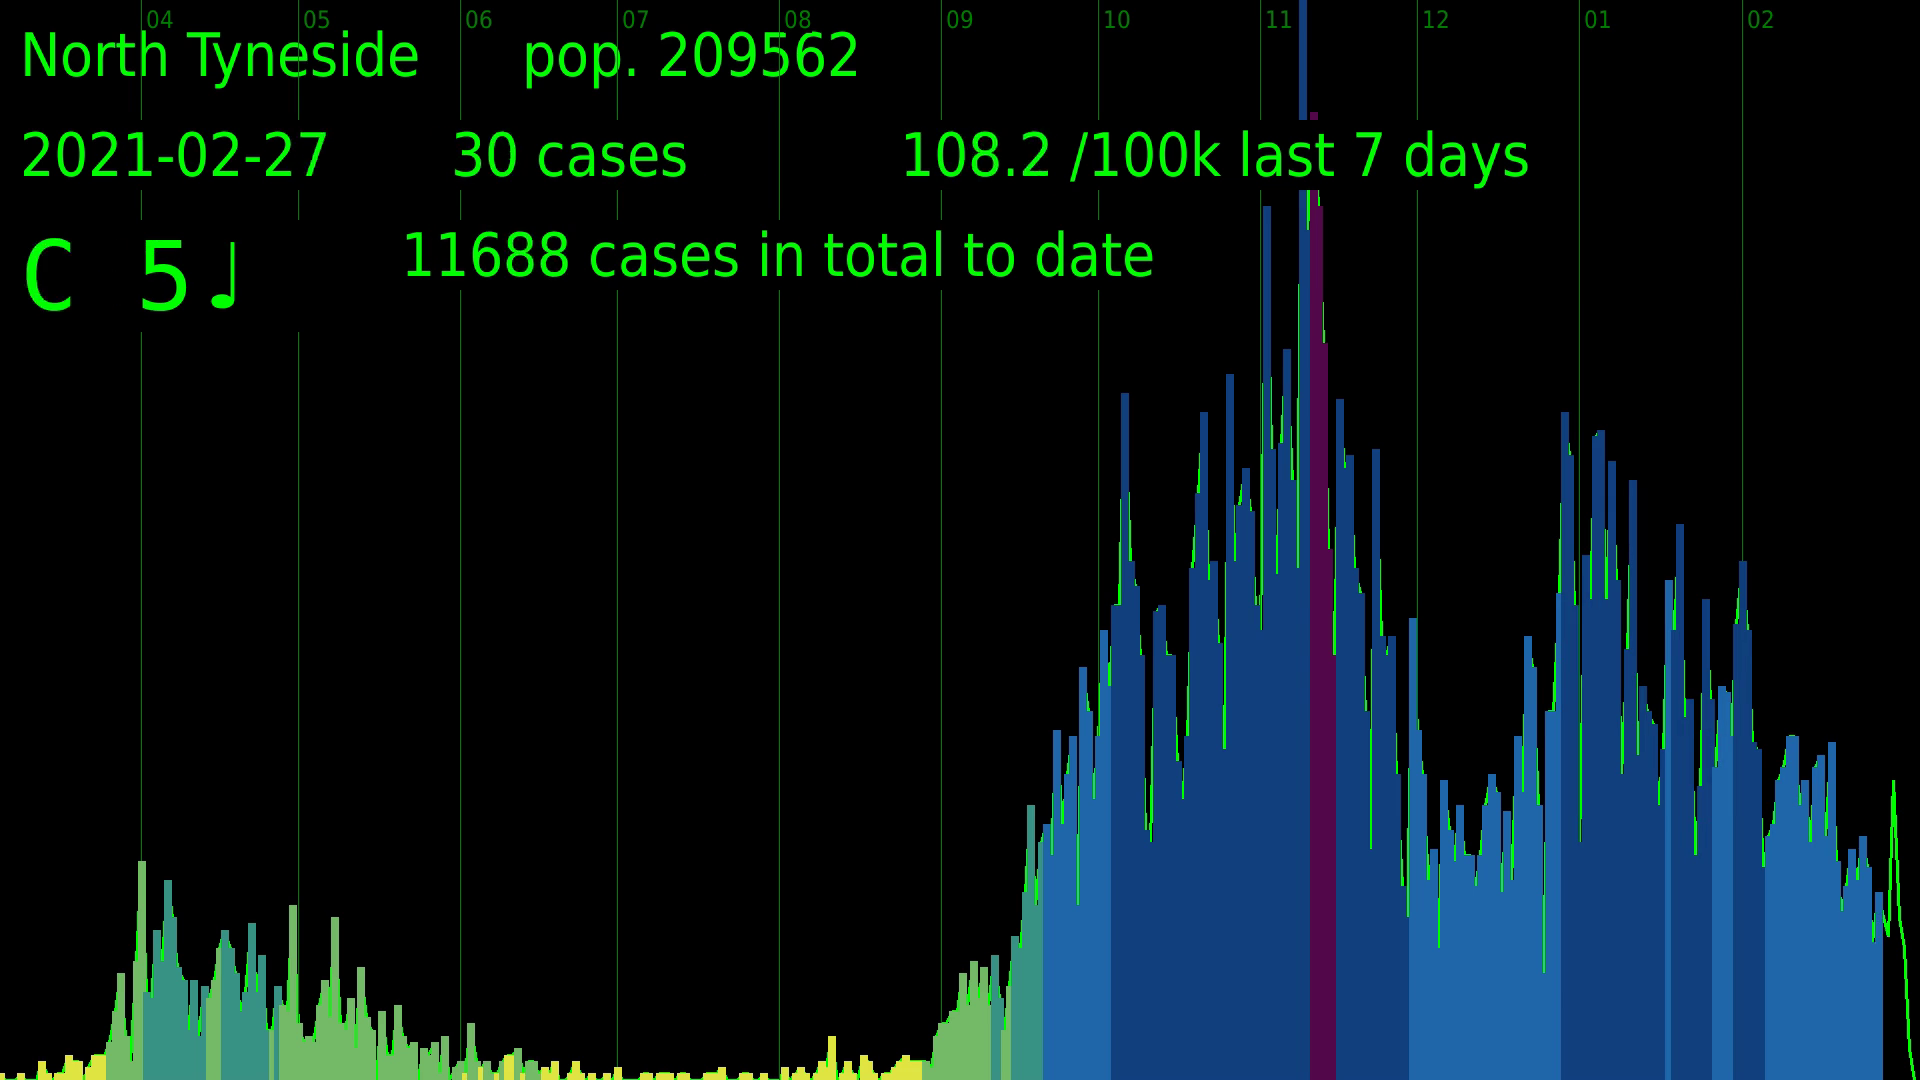 04 05 06 07 08 09 10 11 12 01 02
North Tyneside pop. 209562
2021-02-27 30 cases 108.2 /100k last 7 days
C 5♩ 11688 cases in total to date